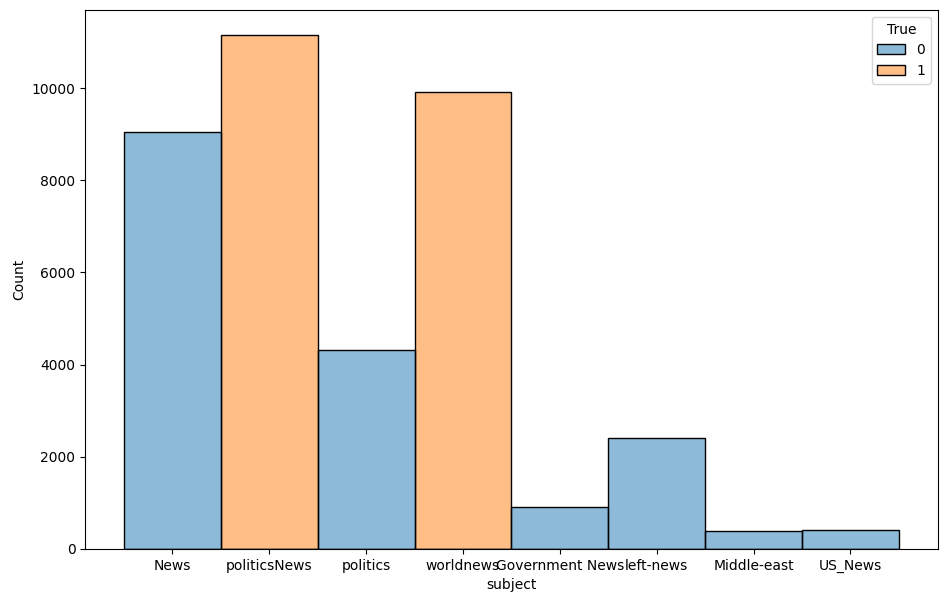 True
0
1
10000
8000
6000
4000
2000
0
Count
News politicsNews politics worldnews Government News left-news Middle-east US_News
subject